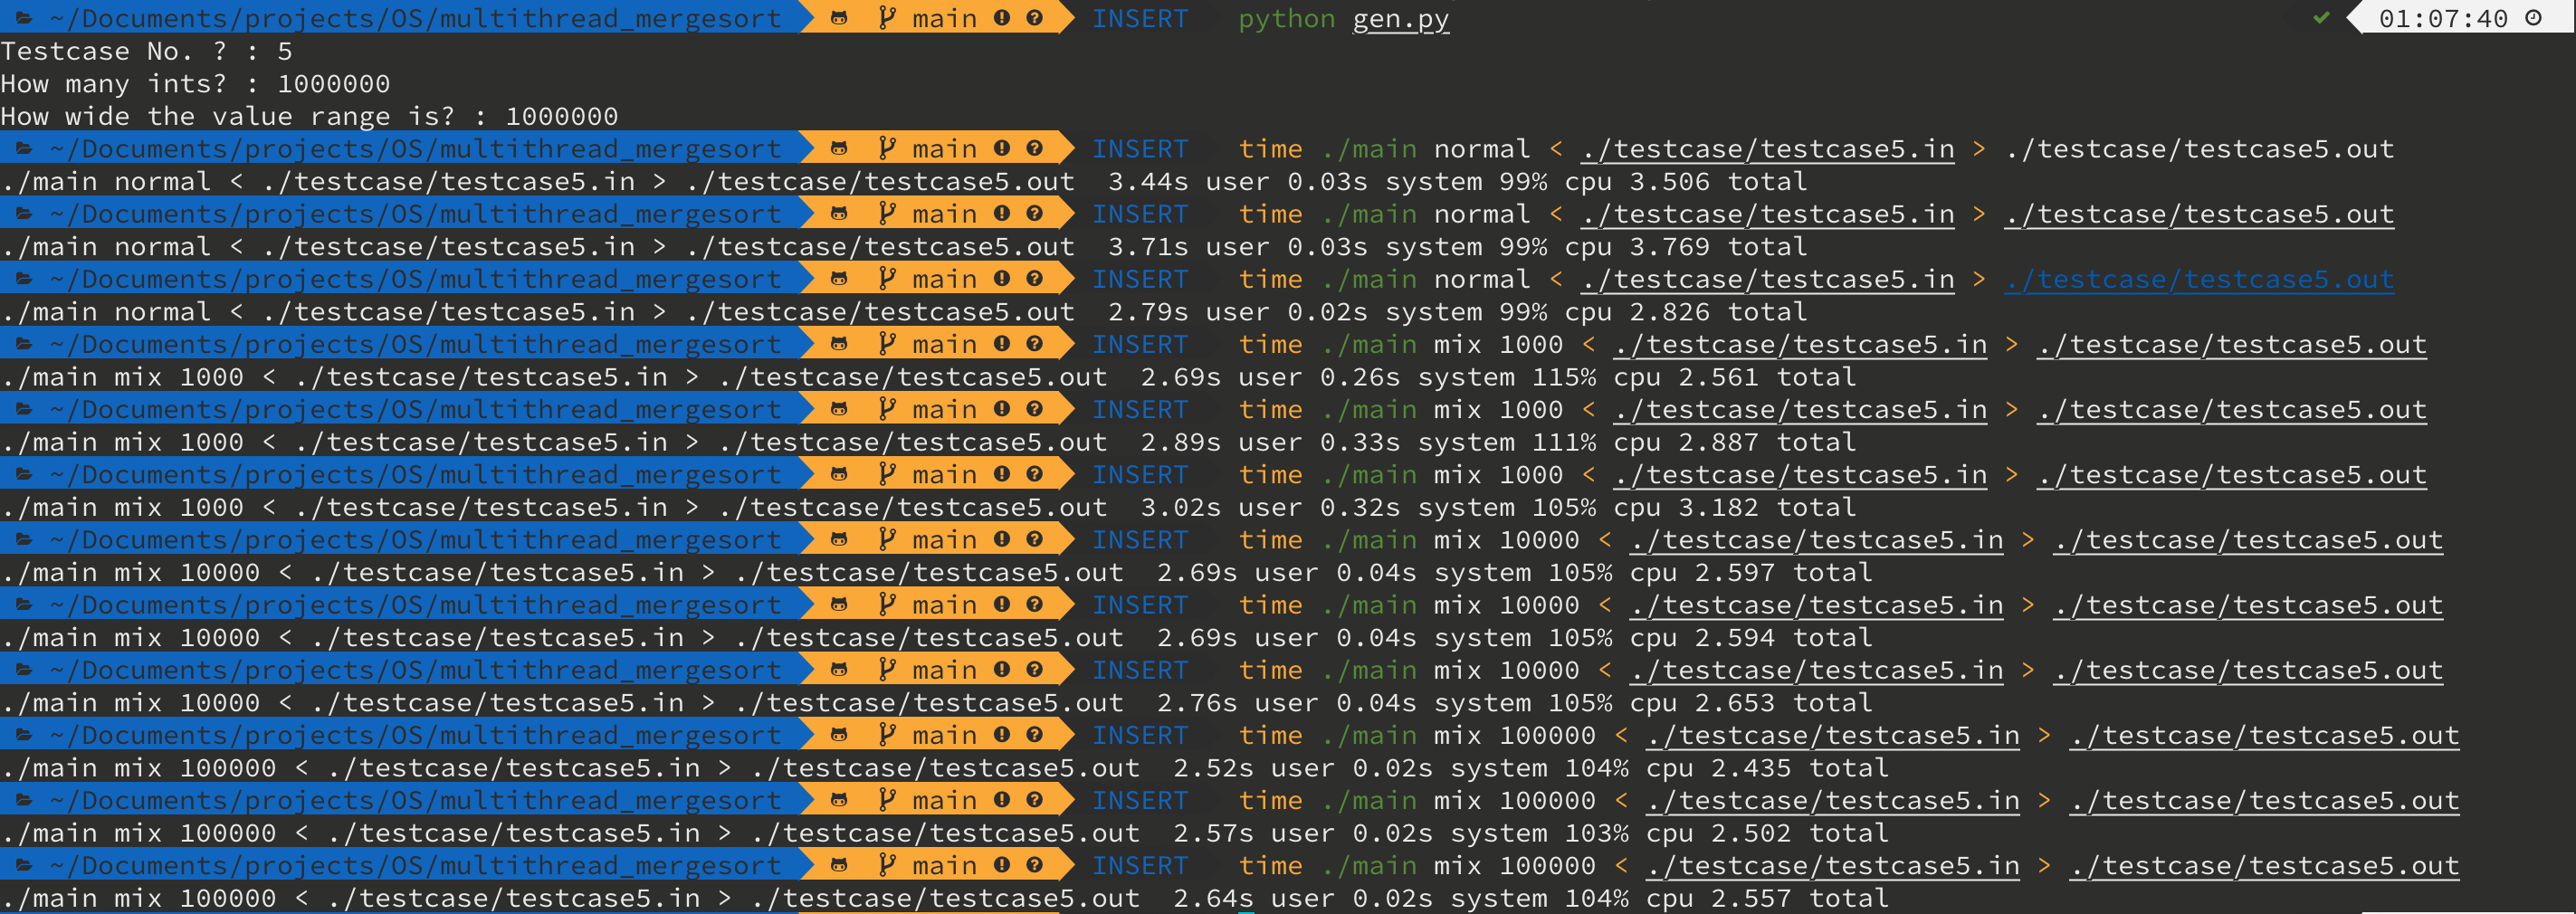 ~/Documents/projects/OS/multithread_mergesort main INSERT python gen.py 01:07:40
Testcase No. ? : 5
How many ints? : 1000000
How wide the value range is? : 1000000
~/Documents/projects/OS/multithread_mergesort main INSERT time ./main normal < ./testcase/testcase5.in > ./testcase/testcase5.out
./main normal < ./testcase/testcase5.in > ./testcase/testcase5.out 3.44s user 0.03s system 99% cpu 3.506 total
~/Documents/projects/OS/multithread_mergesort main INSERT time ./main normal < ./testcase/testcase5.in > ./testcase/testcase5.out
./main normal < ./testcase/testcase5.in > ./testcase/testcase5.out 3.71s user 0.03s system 99% cpu 3.769 total
~/Documents/projects/OS/multithread_mergesort main INSERT time ./main normal < ./testcase/testcase5.in > ./testcase/testcase5.out
./main normal < ./testcase/testcase5.in > ./testcase/testcase5.out 2.79s user 0.02s system 99% cpu 2.826 total
~/Documents/projects/OS/multithread_mergesort main INSERT time ./main mix 1000 < ./testcase/testcase5.in > ./testcase/testcase5.out
./main mix 1000 < ./testcase/testcase5.in > ./testcase/testcase5.out 2.69s user 0.26s system 115% cpu 2.561 total
~/Documents/projects/OS/multithread_mergesort main INSERT time ./main mix 1000 < ./testcase/testcase5.in > ./testcase/testcase5.out
./main mix 1000 < ./testcase/testcase5.in > ./testcase/testcase5.out 2.89s user 0.33s system 111% cpu 2.887 total
~/Documents/projects/OS/multithread_mergesort main INSERT time ./main mix 1000 < ./testcase/testcase5.in > ./testcase/testcase5.out
./main mix 1000 < ./testcase/testcase5.in > ./testcase/testcase5.out 3.02s user 0.32s system 105% cpu 3.182 total
~/Documents/projects/OS/multithread_mergesort main INSERT time ./main mix 10000 < ./testcase/testcase5.in > ./testcase/testcase5.out
./main mix 10000 < ./testcase/testcase5.in > ./testcase/testcase5.out 2.69s user 0.04s system 105% cpu 2.597 total
~/Documents/projects/OS/multithread_mergesort main INSERT time ./main mix 10000 < ./testcase/testcase5.in > ./testcase/testcase5.out
./main mix 10000 < ./testcase/testcase5.in > ./testcase/testcase5.out 2.69s user 0.04s system 105% cpu 2.594 total
~/Documents/projects/OS/multithread_mergesort main INSERT time ./main mix 10000 < ./testcase/testcase5.in > ./testcase/testcase5.out
./main mix 10000 < ./testcase/testcase5.in > ./testcase/testcase5.out 2.76s user 0.04s system 105% cpu 2.653 total
~/Documents/projects/OS/multithread_mergesort main INSERT time ./main mix 100000 < ./testcase/testcase5.in > ./testcase/testcase5.out
./main mix 100000 < ./testcase/testcase5.in > ./testcase/testcase5.out 2.52s user 0.02s system 104% cpu 2.435 total
~/Documents/projects/OS/multithread_mergesort main INSERT time ./main mix 100000 < ./testcase/testcase5.in > ./testcase/testcase5.out
./main mix 100000 < ./testcase/testcase5.in > ./testcase/testcase5.out 2.57s user 0.02s system 103% cpu 2.502 total
~/Documents/projects/OS/multithread_mergesort main INSERT time ./main mix 100000 < ./testcase/testcase5.in > ./testcase/testcase5.out
./main mix 100000 < ./testcase/testcase5.in > ./testcase/testcase5.out 2.64s user 0.02s system 104% cpu 2.557 total